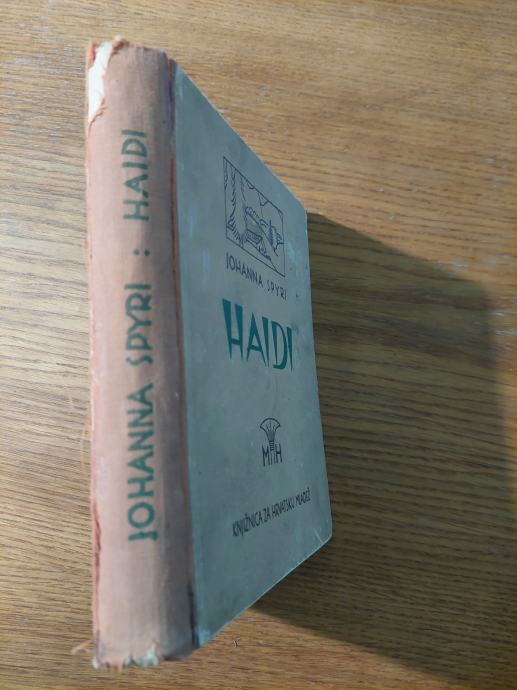 JOHANNA SPYRI : HAIDI
JOHANNA SPYRI
HAIDI
MH
KNJIŽNICA ZA HRVATSKU MLADEŽ